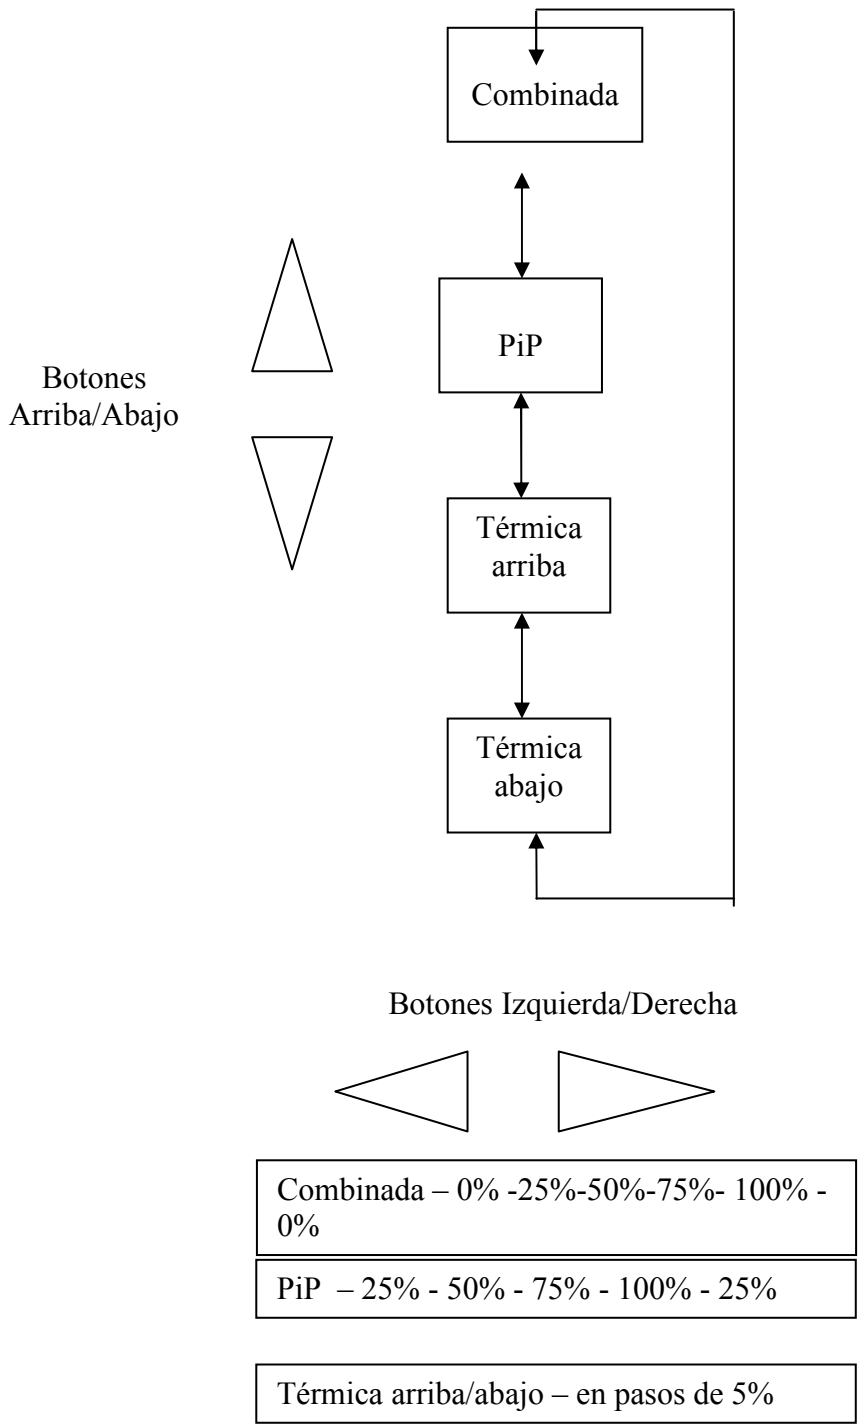 Combinada
PiP
Botones
Arriba/Abajo
Térmica
arriba
Térmica
abajo
Botones Izquierda/Derecha
Combinada – 0% -25%-50%-75%- 100% -
0%
PiP  – 25% - 50% - 75% - 100% - 25%
Térmica arriba/abajo – en pasos de 5%